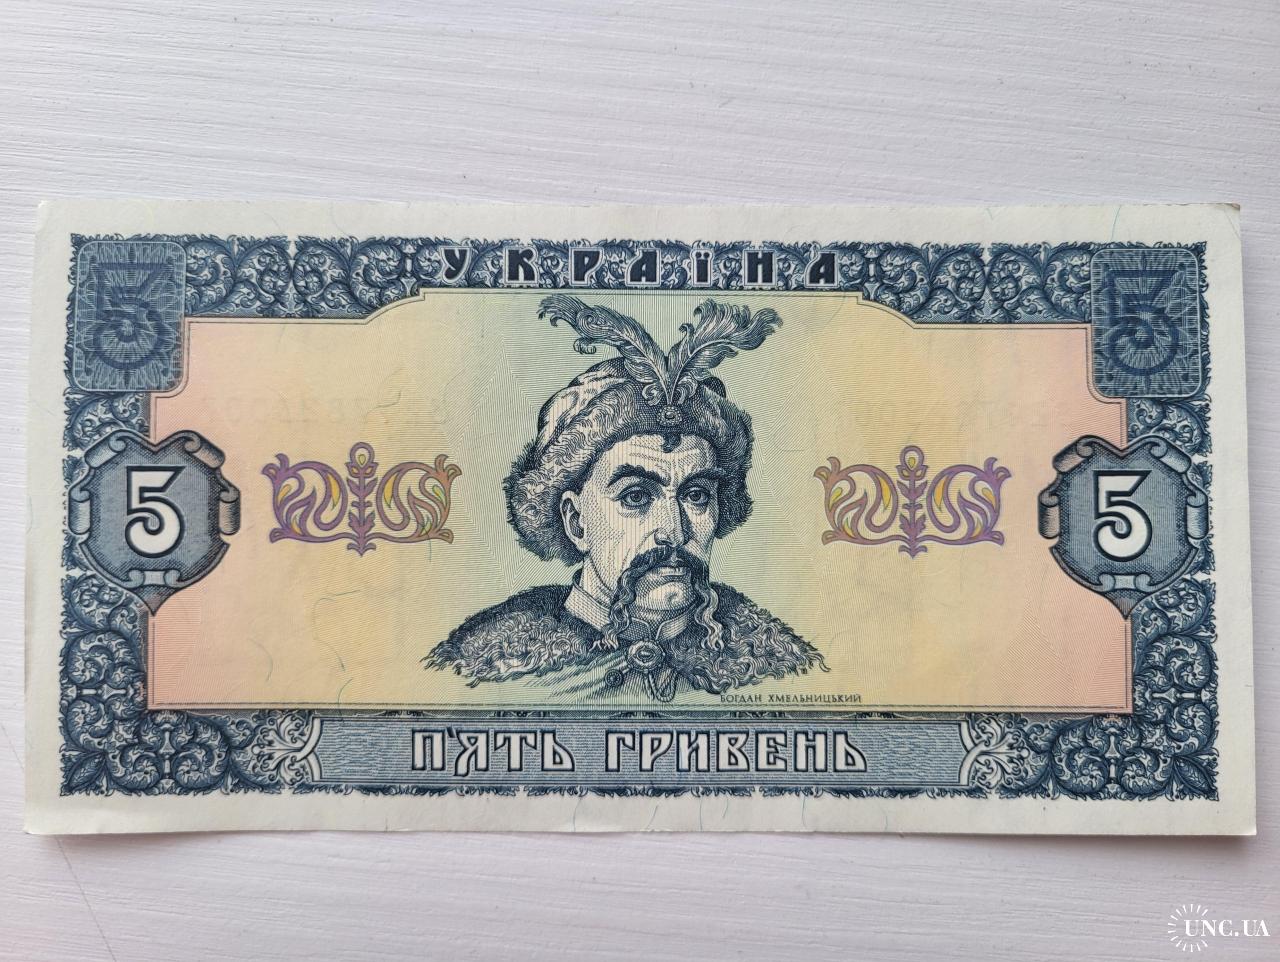 5 УКРАЇНА 5
5 5
БОГДАН ХМЕЛЬНИЦЬКИЙ
П'ЯТЬ ГРИВЕНЬ
UNC.UA